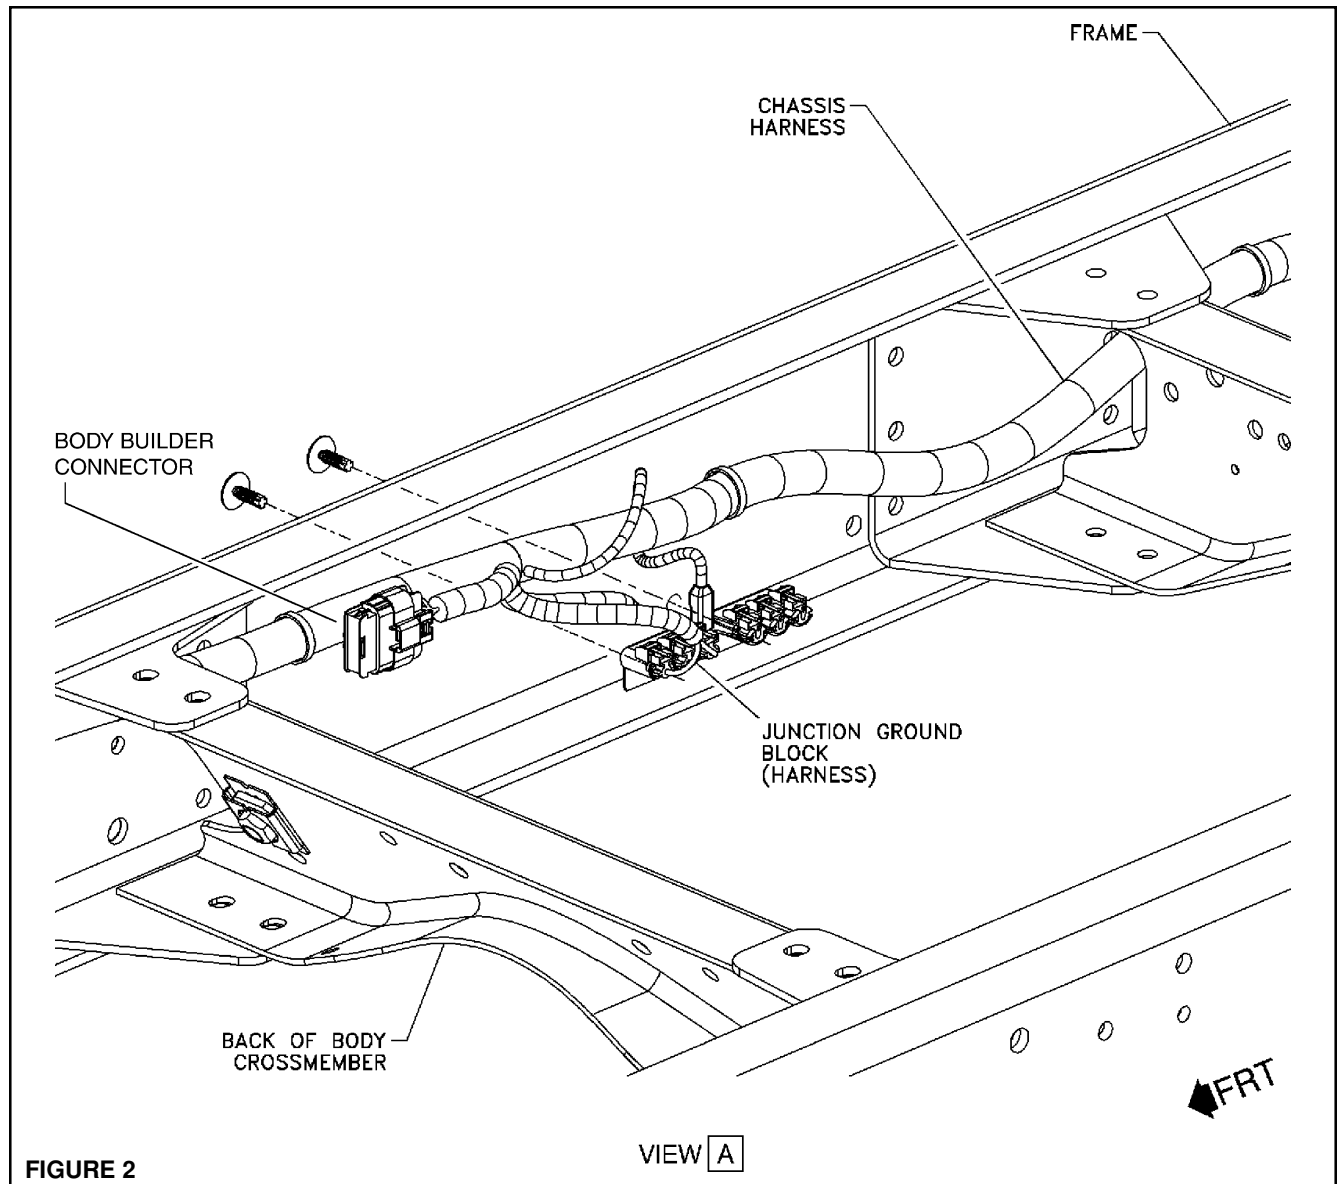 FRAME
CHASSIS
HARNESS
BODY BUILDER
CONNECTOR
JUNCTION GROUND
BLOCK
(HARNESS)
BACK OF BODY
CROSSMEMBER
FRT
VIEW A
FIGURE 2